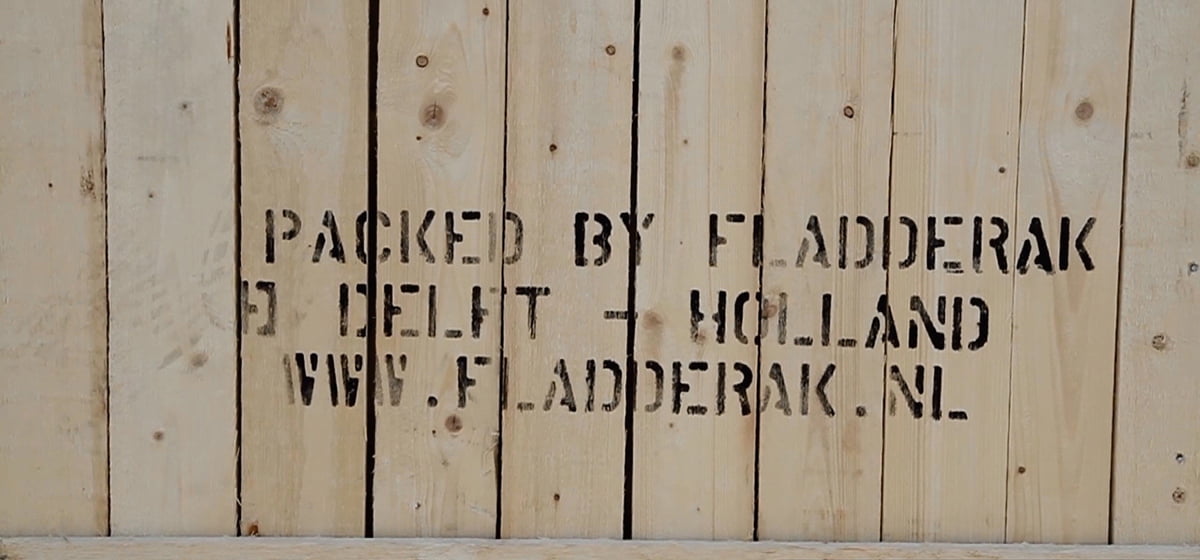 PACKED BY FLADDERAK
DELFT - HOLLAND
WWW.FLADDERAK.NL